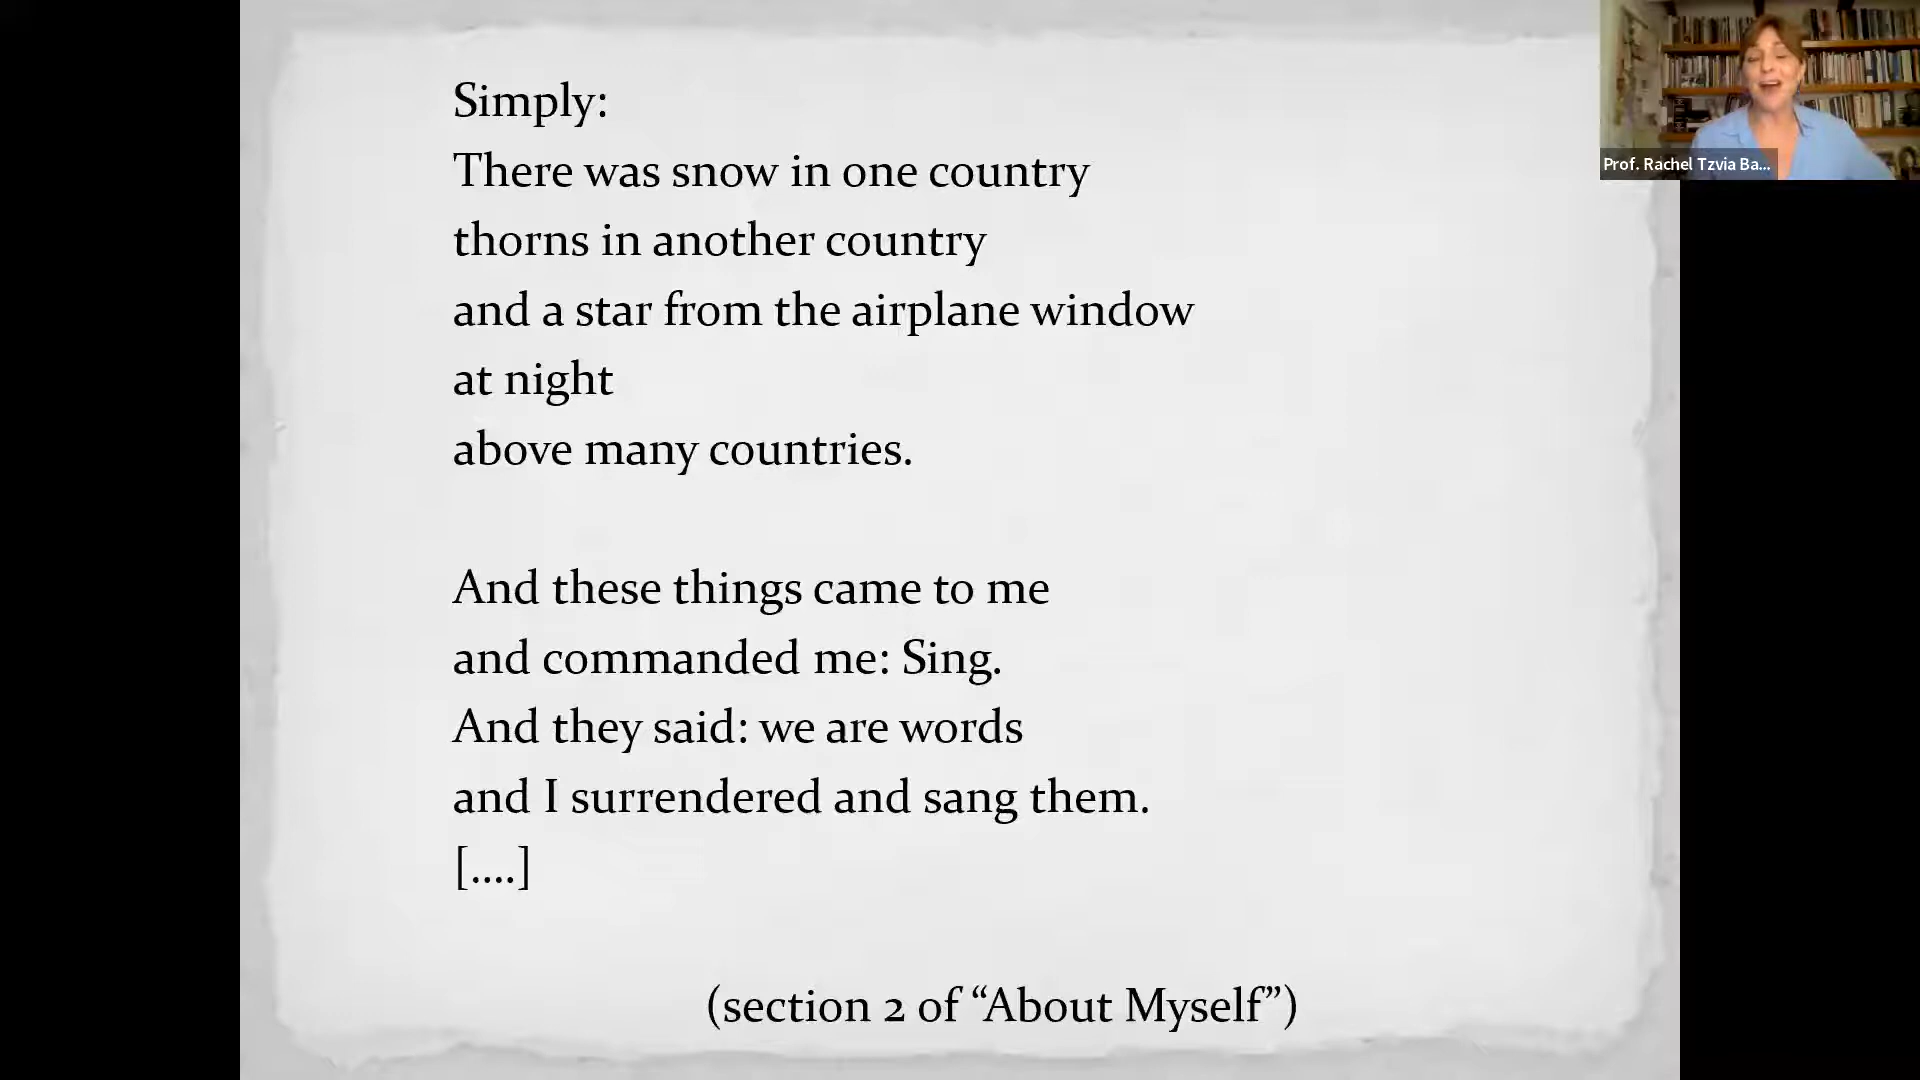 Simply:
There was snow in one country
thorns in another country
and a star from the airplane window
at night
above many countries.
And these things came to me
and commanded me: Sing.
And they said: we are words
and I surrendered and sang them.
[....]
(section 2 of “About Myself”)
Prof. Rachel Tzvia Ba...